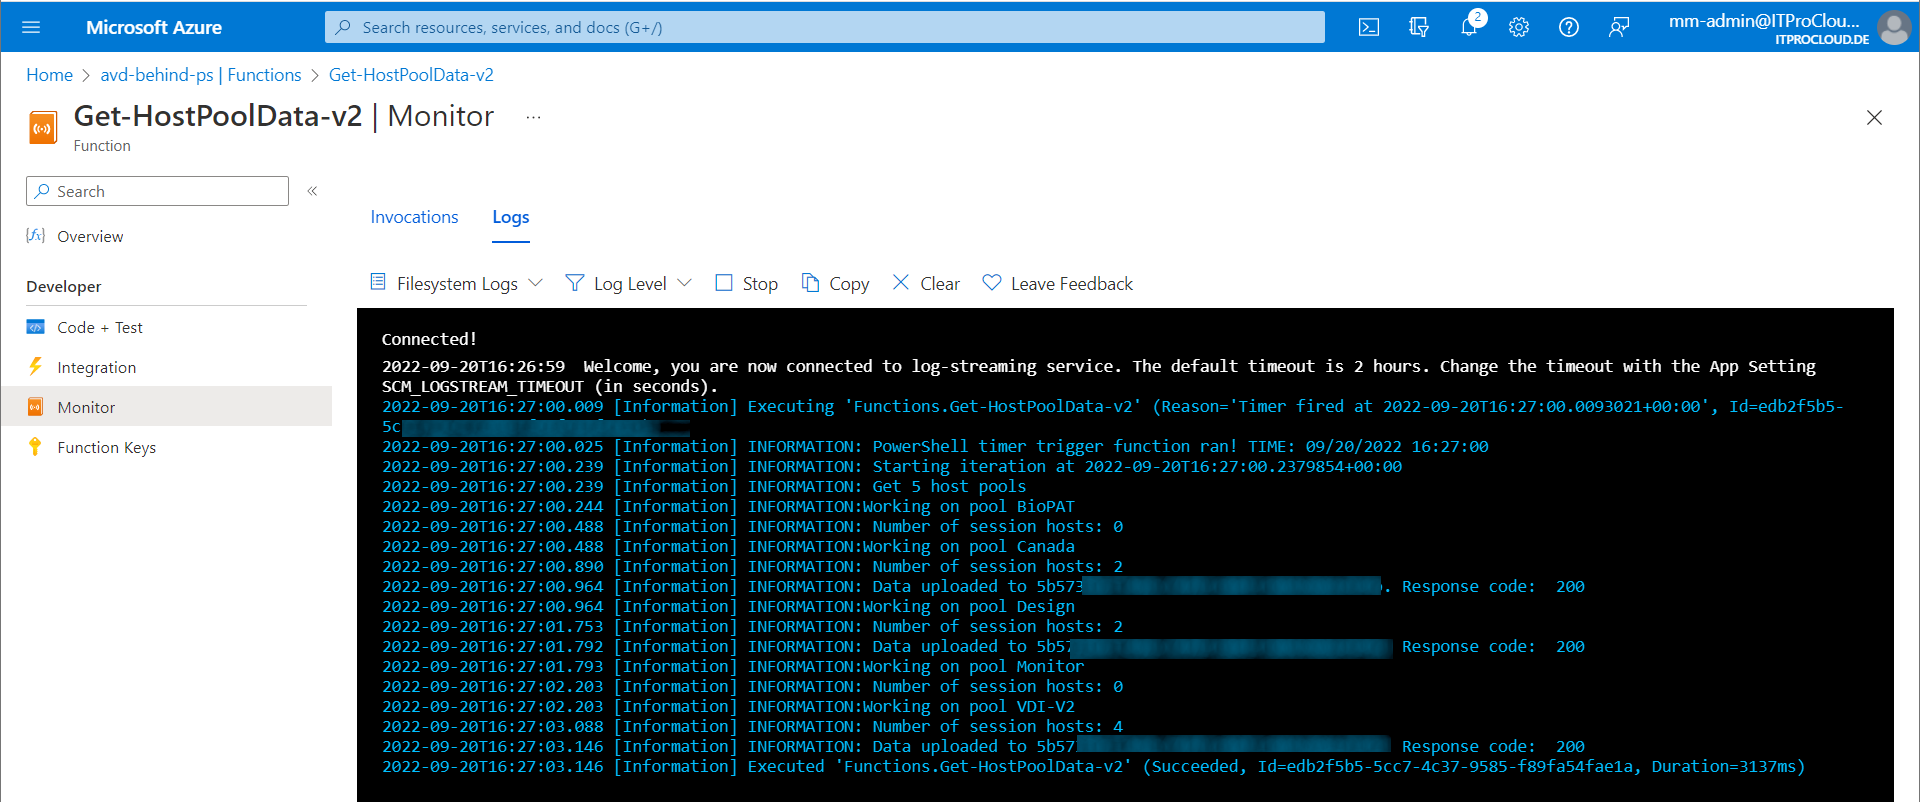 Microsoft Azure
Search resources, services, and docs (G+/)
2
mm-admin@ITProClou...
ITPROCLOUD.DE
Home > avd-behind-ps | Functions > Get-HostPoolData-v2
Get-HostPoolData-v2 | Monitor ...
Function
Search «
Overview
Developer
Code + Test
Integration
Monitor
Function Keys
Invocations Logs
Filesystem Logs Log Level Stop Copy Clear Leave Feedback
Connected!
2022-09-20T16:26:59  Welcome, you are now connected to log-streaming service. The default timeout is 2 hours. Change the timeout with the App Setting
SCM_LOGSTREAM_TIMEOUT (in seconds).
2022-09-20T16:27:00.009 [Information] Executing 'Functions.Get-HostPoolData-v2' (Reason='Timer fired at 2022-09-20T16:27:00.0093021+00:00', Id=edb2f5b5-
5c
2022-09-20T16:27:00.025 [Information] INFORMATION: PowerShell timer trigger function ran! TIME: 09/20/2022 16:27:00
2022-09-20T16:27:00.239 [Information] INFORMATION: Starting iteration at 2022-09-20T16:27:00.2379854+00:00
2022-09-20T16:27:00.239 [Information] INFORMATION: Get 5 host pools
2022-09-20T16:27:00.244 [Information] INFORMATION:Working on pool BioPAT
2022-09-20T16:27:00.488 [Information] INFORMATION: Number of session hosts: 0
2022-09-20T16:27:00.488 [Information] INFORMATION:Working on pool Canada
2022-09-20T16:27:00.890 [Information] INFORMATION: Number of session hosts: 2
2022-09-20T16:27:00.964 [Information] INFORMATION: Data uploaded to 5b573 . Response code:  200
2022-09-20T16:27:00.964 [Information] INFORMATION:Working on pool Design
2022-09-20T16:27:01.753 [Information] INFORMATION: Number of session hosts: 2
2022-09-20T16:27:01.792 [Information] INFORMATION: Data uploaded to 5b57 Response code:  200
2022-09-20T16:27:01.793 [Information] INFORMATION:Working on pool Monitor
2022-09-20T16:27:02.203 [Information] INFORMATION: Number of session hosts: 0
2022-09-20T16:27:02.203 [Information] INFORMATION:Working on pool VDI-V2
2022-09-20T16:27:03.088 [Information] INFORMATION: Number of session hosts: 4
2022-09-20T16:27:03.146 [Information] INFORMATION: Data uploaded to 5b57 Response code:  200
2022-09-20T16:27:03.146 [Information] Executed 'Functions.Get-HostPoolData-v2' (Succeeded, Id=edb2f5b5-5cc7-4c37-9585-f89fa54fae1a, Duration=3137ms)